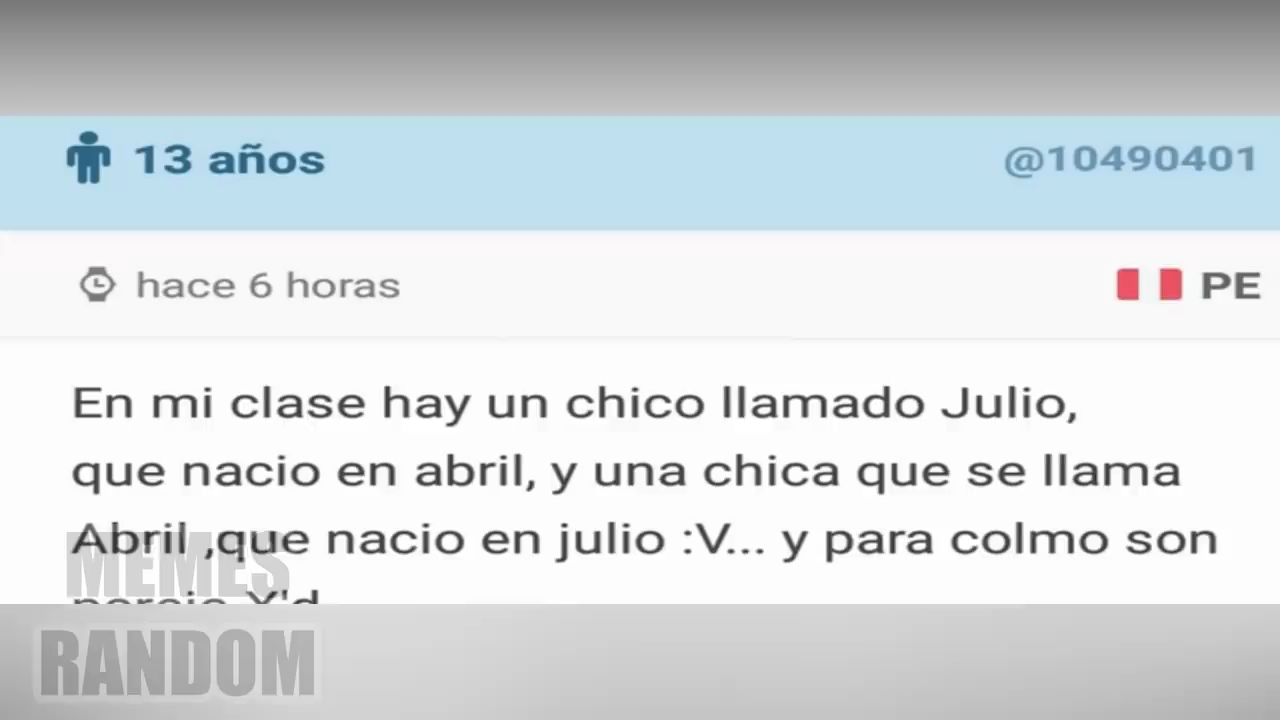 13 años
@10490401
hace 6 horas
PE
En mi clase hay un chico llamado Julio,
que nacio en abril, y una chica que se llama
Abril ,que nacio en julio :V... y para colmo son
pareja X'd
MEMES
RANDOM